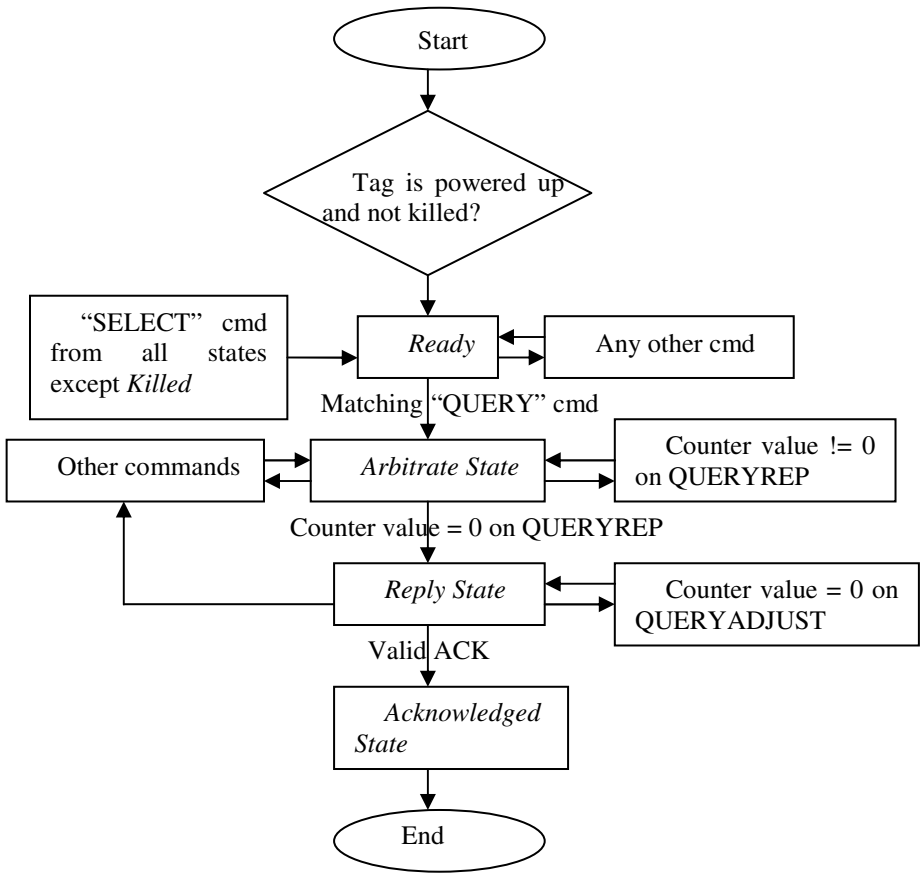 Start
Tag is powered up
and not killed?
“SELECT” cmd
from all states
except Killed
Ready
Any other cmd
Matching “QUERY” cmd
Other commands
Arbitrate State
Counter value != 0
on QUERYREP
Counter value = 0 on QUERYREP
Reply State
Counter value = 0 on
QUERYADJUST
Valid ACK
Acknowledged
State
End